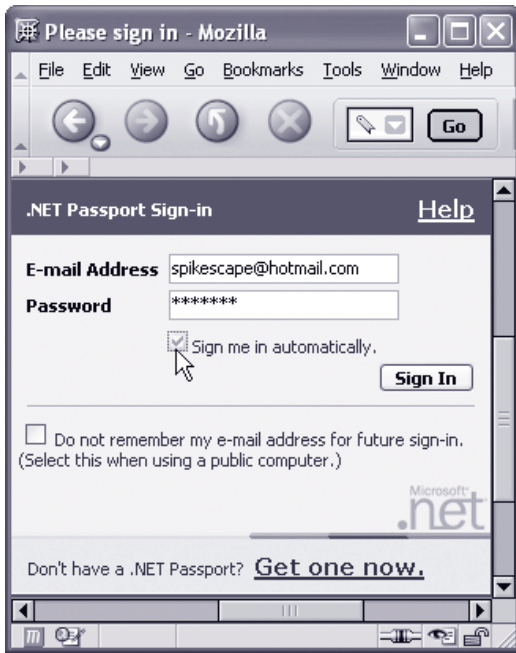 Please sign in - Mozilla
File Edit View Go Bookmarks Tools Window Help
Go
.NET Passport Sign-in Help
E-mail Address spikescape@hotmail.com
Password *******
Sign me in automatically.
Sign In
Do not remember my e-mail address for future sign-in.
(Select this when using a public computer.)
Microsoft
.net
Don't have a .NET Passport? Get one now.
m